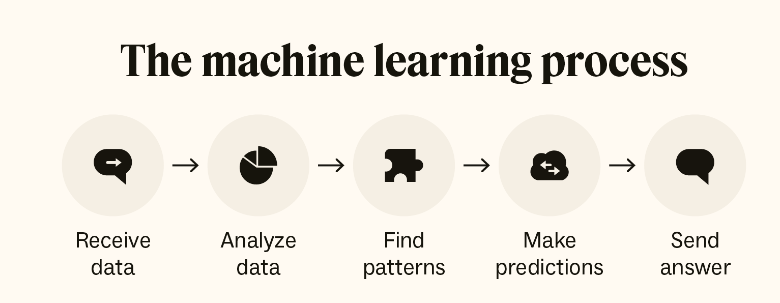 The machine learning process
Receive
data
Analyze
data
Find
patterns
Make
predictions
Send
answer